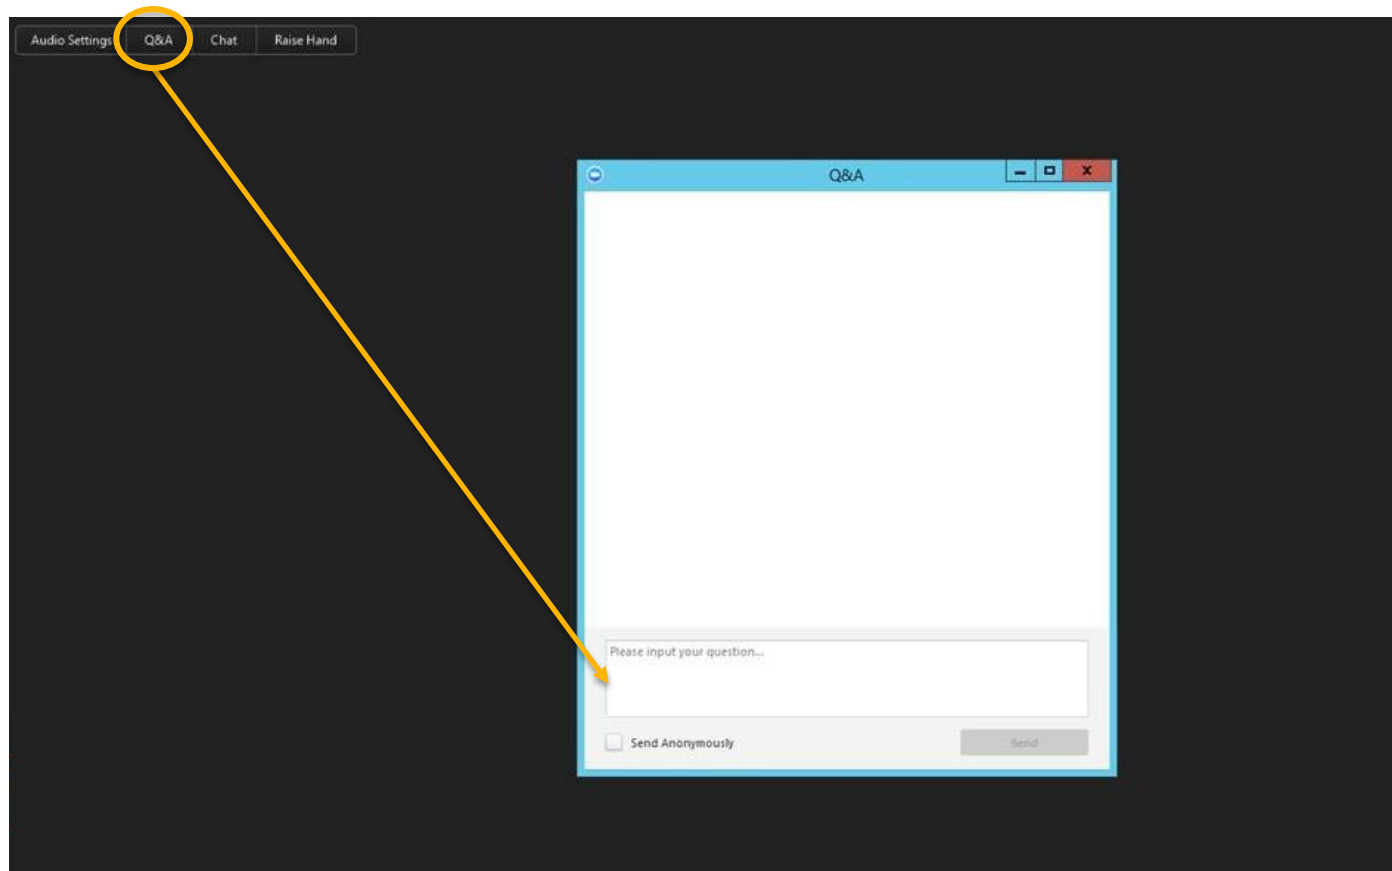 Audio Settings Q&A Chat Raise Hand
Q&A
Please input your question...
Send Anonymously Send